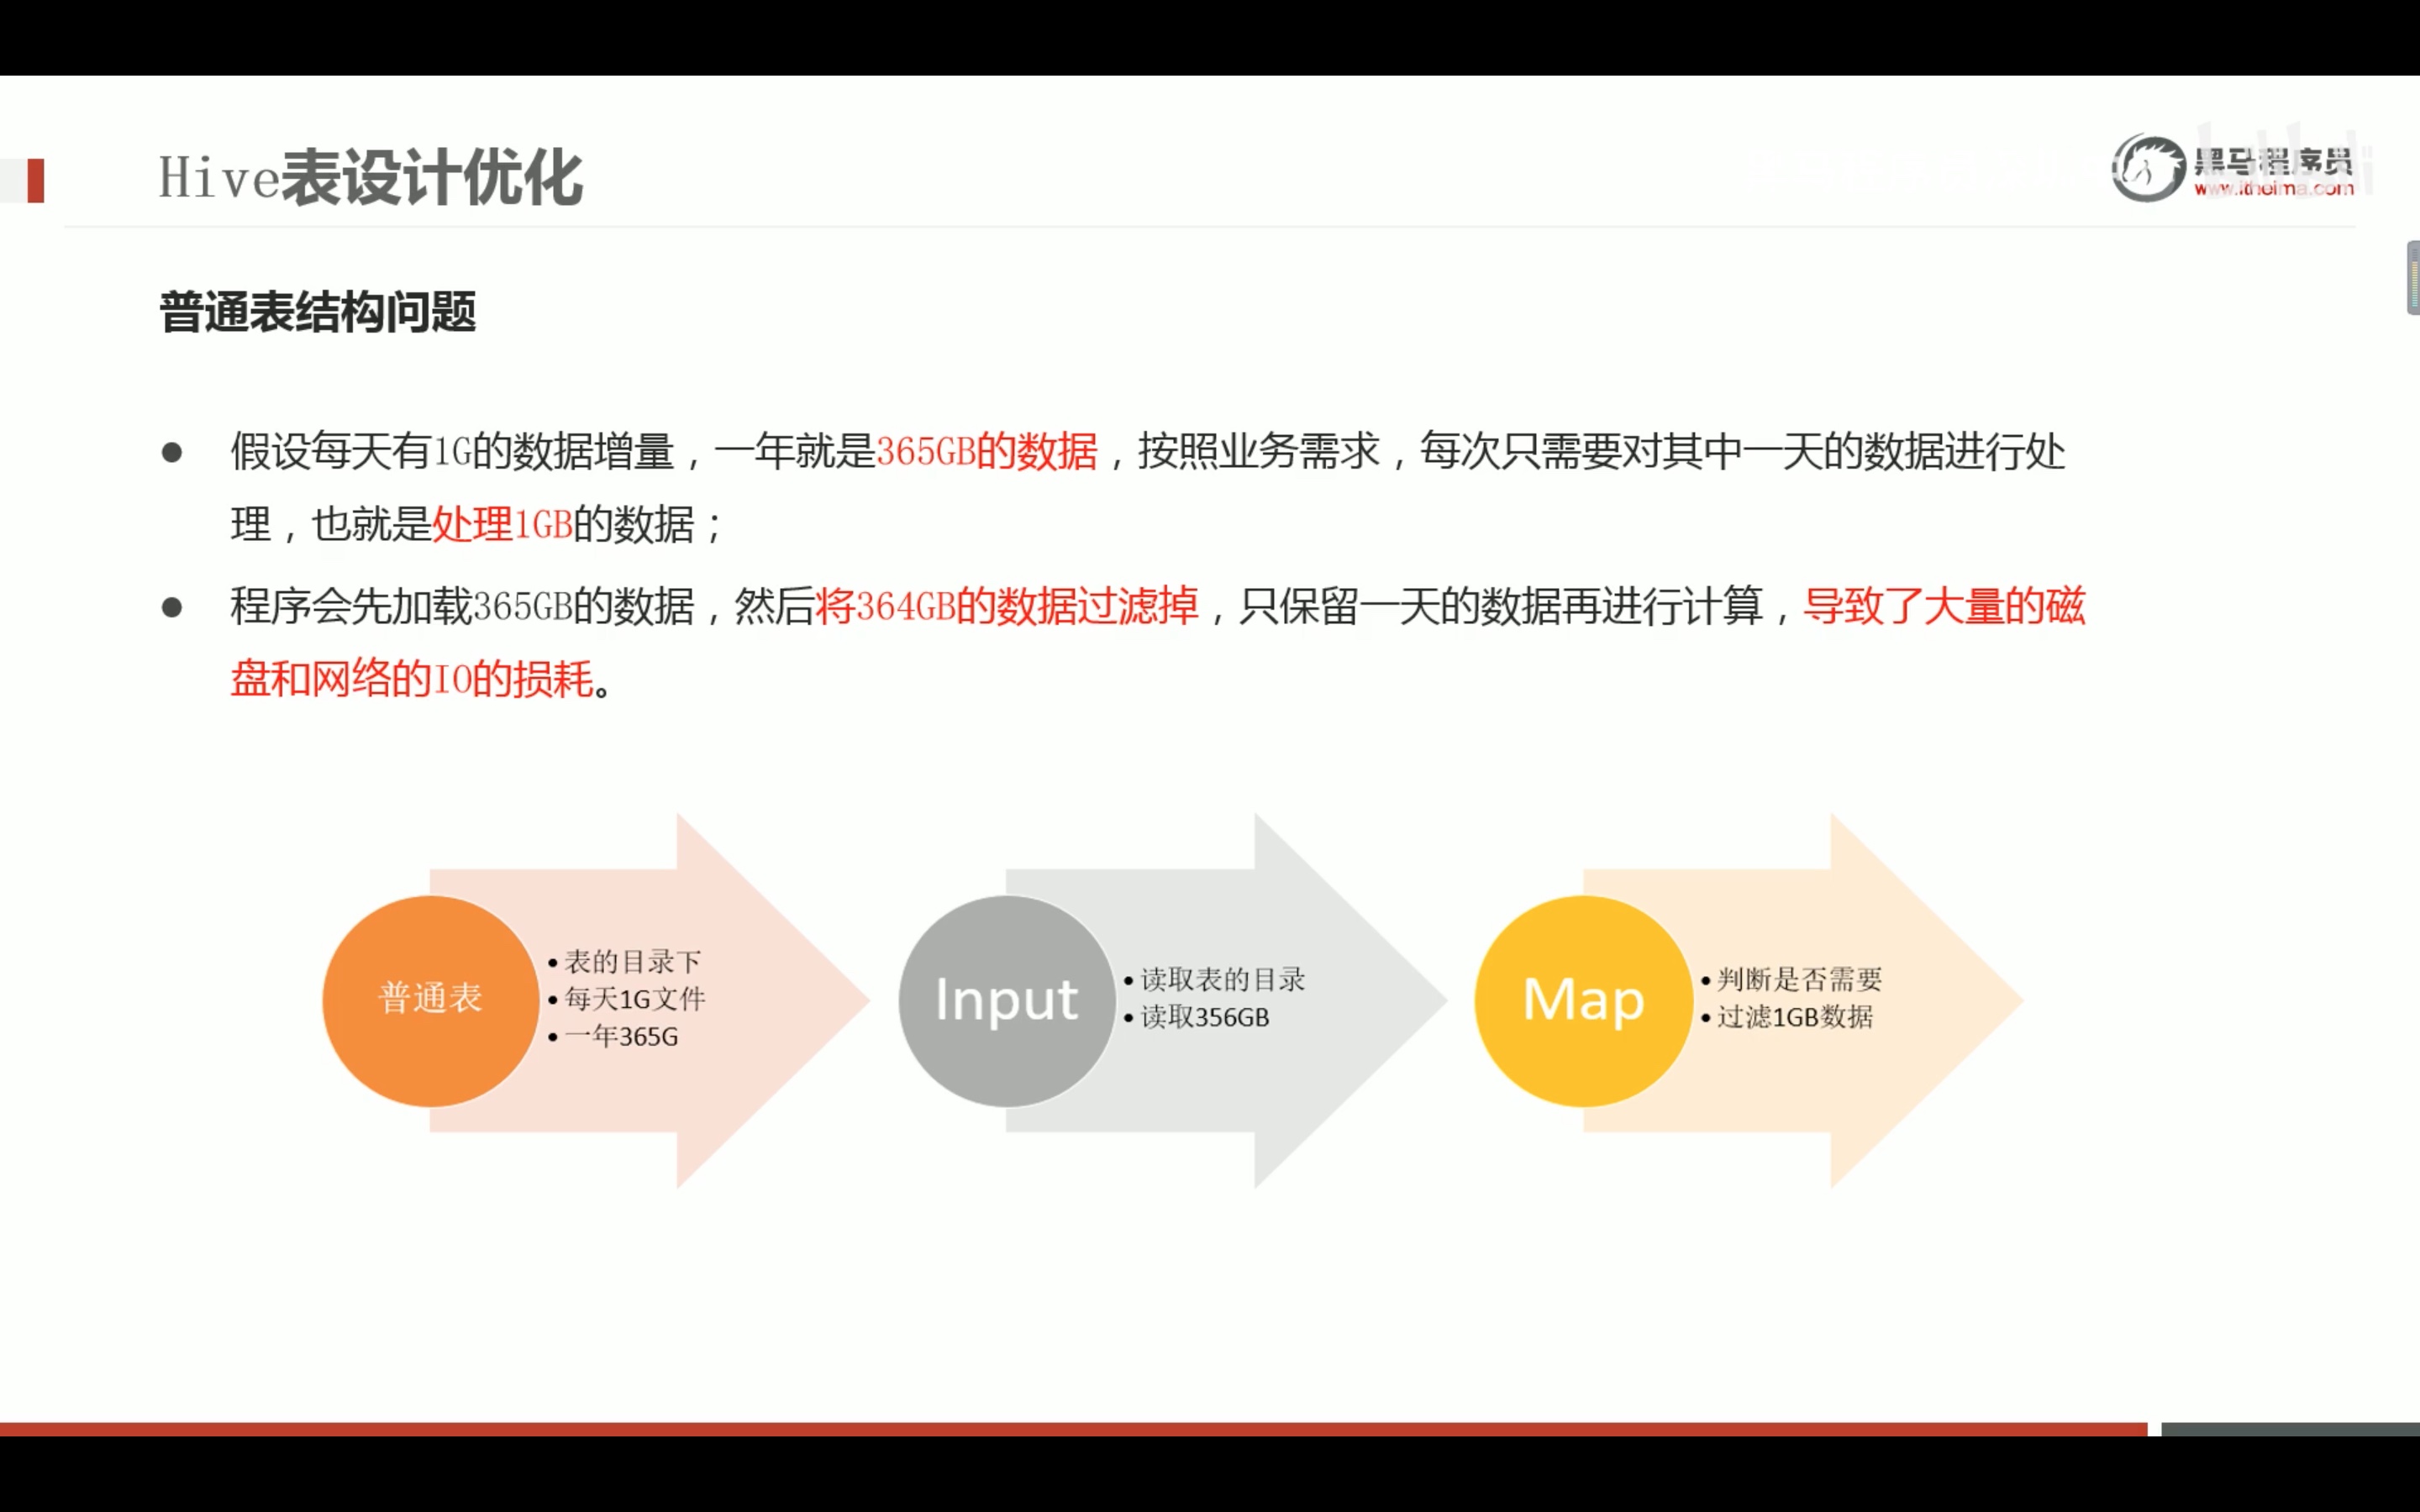 Hive表设计优化
黑马程序员
www.itheima.com
普通表结构问题
● 假设每天有1G的数据增量，一年就是365GB的数据，按照业务需求，每次只需要对其中一天的数据进行处
理，也就是处理1GB的数据；
● 程序会先加载365GB的数据，然后将364GB的数据过滤掉，只保留一天的数据再进行计算，导致了大量的磁
盘和网络的IO的损耗。
普通表
• 表的目录下
• 每天1G文件
• 一年365G
Input
• 读取表的目录
• 读取356GB
Map
• 判断是否需要
• 过滤1GB数据